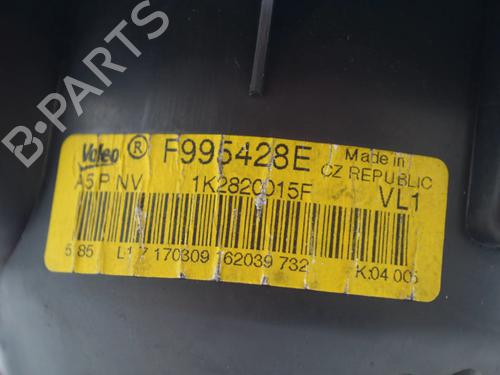 B-PARTS
Valeo ® F995428E Made in
CZ REPUBLIC
A5 P NV 1K2820015F VL1
5.85 L1 7 170309 62039 732 K:04 005